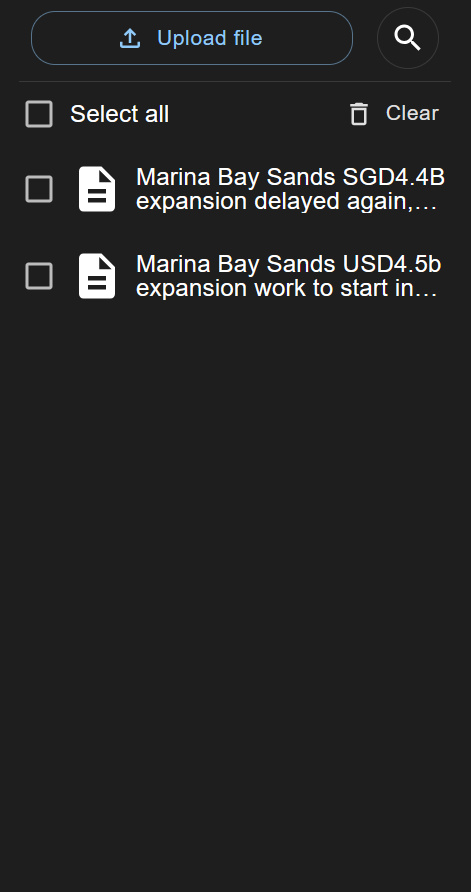 Upload file
Select all
Clear
Marina Bay Sands SGD4.4B
expansion delayed again,…
Marina Bay Sands USD4.5b
expansion work to start in…